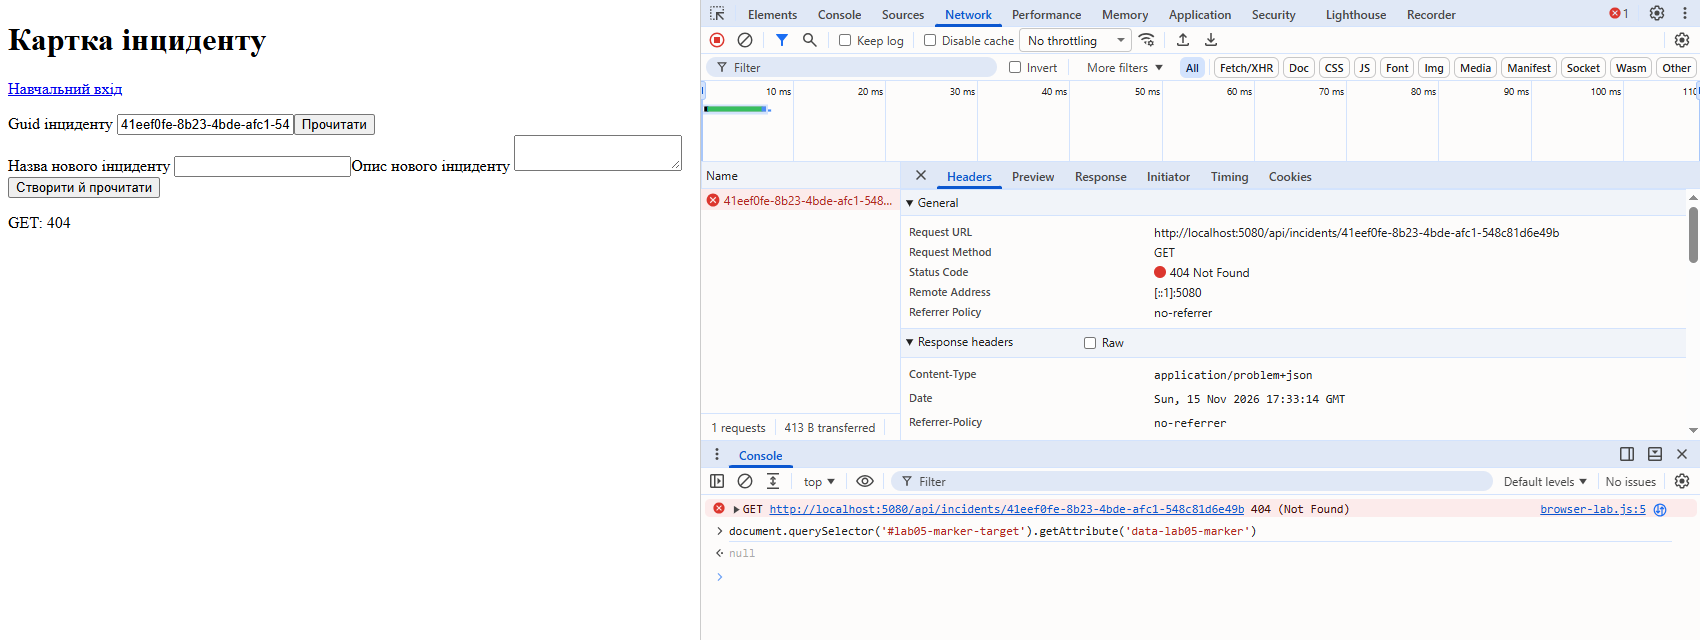 Картка інциденту
Навчальний вхід
Guid інциденту 41eef0fe-8b23-4bde-afc1-54 Прочитати
Назва нового інциденту Опис нового інциденту
Створити й прочитати
GET: 404
Elements Console Sources Network Performance Memory Application Security Lighthouse Recorder 1
Keep log Disable cache No throttling
Filter Invert More filters All Fetch/XHR Doc CSS JS Font Img Media Manifest Socket Wasm Other
10 ms 20 ms 30 ms 40 ms 50 ms 60 ms 70 ms 80 ms 90 ms 100 ms 110
Name
41eef0fe-8b23-4bde-afc1-548...
1 requests 413 B transferred
Headers Preview Response Initiator Timing Cookies
General
Request URL http://localhost:5080/api/incidents/41eef0fe-8b23-4bde-afc1-548c81d6e49b
Request Method GET
Status Code 404 Not Found
Remote Address [::1]:5080
Referrer Policy no-referrer
Response headers Raw
Content-Type application/problem+json
Date Sun, 15 Nov 2026 17:33:14 GMT
Referrer-Policy no-referrer
Console
top Filter Default levels No issues
GET http://localhost:5080/api/incidents/41eef0fe-8b23-4bde-afc1-548c81d6e49b 404 (Not Found) browser-lab.js:5
document.querySelector('#lab05-marker-target').getAttribute('data-lab05-marker')
null